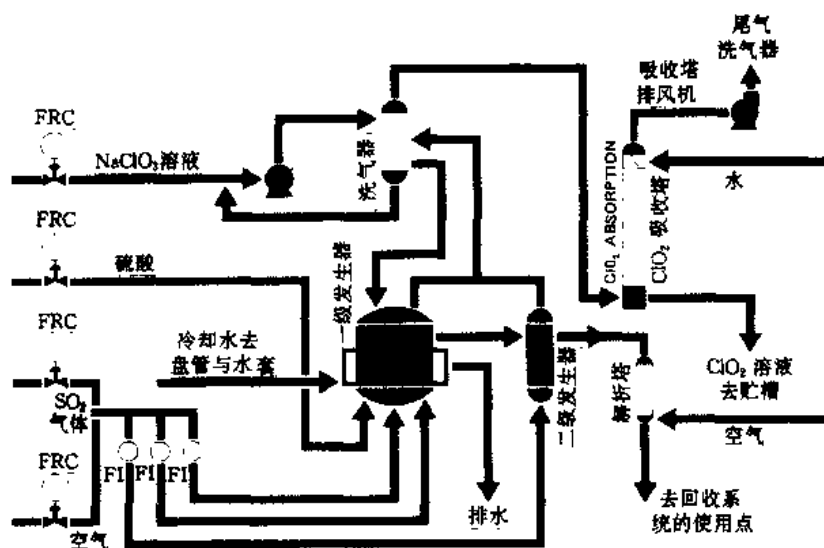 尾气
洗气器
吸收塔
排风机
FRC
NaClO₃溶液
洗气器
水
ClO₂ ABSORPTION
ClO₂ 吸收塔
FRC
硫酸
一级发生器
FRC
冷却水去
盘管与水套
二级发生器
解析塔
ClO₂ 溶液
去贮槽
SO₂
气体
空气
FRC
FI
FI
FI
排水
去回收系
统的使用点
空气